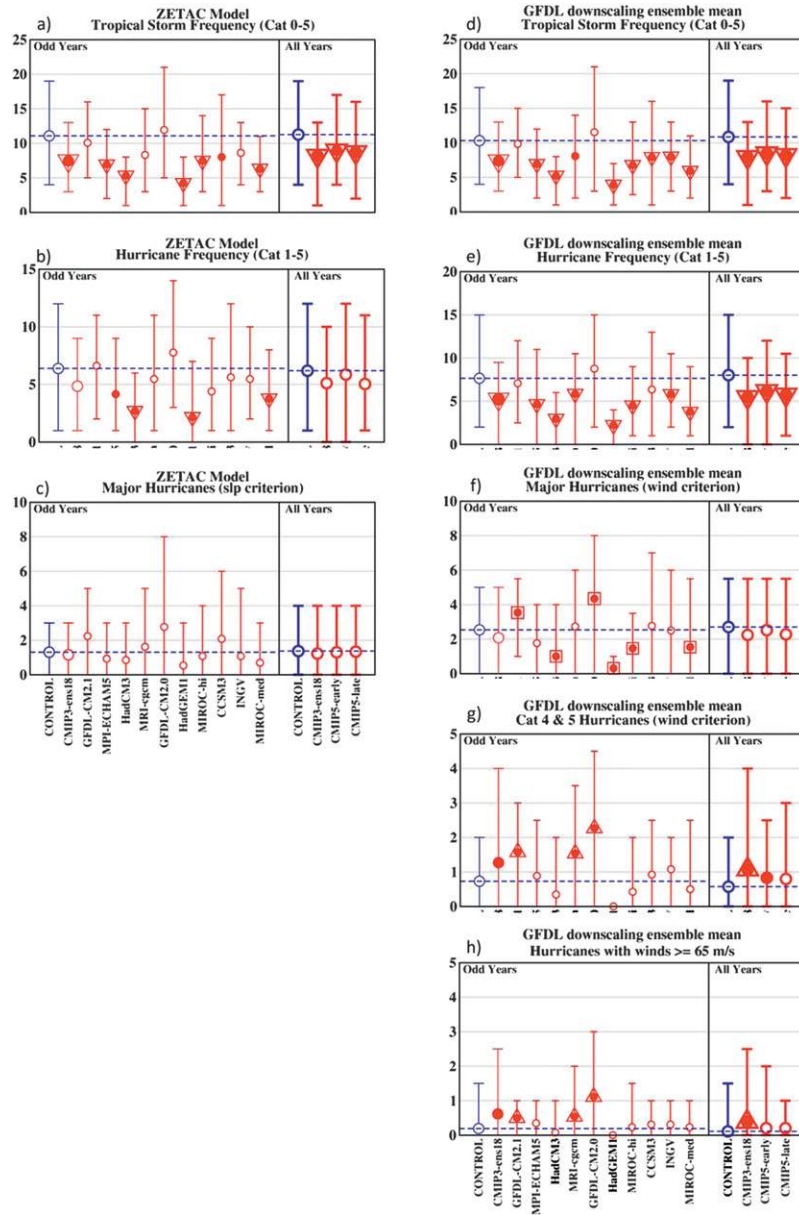 a)
ZETAC Model
Tropical Storm Frequency (Cat 0-5)
Odd Years
All Years
25
20
15
10
5
0
b)
ZETAC Model
Hurricane Frequency (Cat 1-5)
Odd Years
All Years
15
10
5
0
c)
ZETAC Model
Major Hurricanes (slp criterion)
Odd Years
All Years
10
8
6
4
2
0
CONTROL
CMIP3-ens18
GFDL-CM2.1
MPI-ECHAM5
HadCM3
MRI-cgcm
GFDL-CM2.0
HadGEM1
MIROC-hi
CCSM3
INGV
MIROC-med
CONTROL
CMIP3-ens18
CMIP5-early
CMIP5-late
d)
GFDL downscaling ensemble mean
Tropical Storm Frequency (Cat 0-5)
Odd Years
All Years
25
20
15
10
5
0
e)
GFDL downscaling ensemble mean
Hurricane Frequency (Cat 1-5)
Odd Years
All Years
20
15
10
5
0
f)
GFDL downscaling ensemble mean
Major Hurricanes (wind criterion)
Odd Years
All Years
10
8
6
4
2
0
g)
GFDL downscaling ensemble mean
Cat 4 & 5 Hurricanes (wind criterion)
Odd Years
All Years
5
4
3
2
1
0
h)
GFDL downscaling ensemble mean
Hurricanes with winds >= 65 m/s
Odd Years
All Years
5
4
3
2
1
0
CONTROL
CMIP3-ens18
GFDL-CM2.1
MPI-ECHAM5
HadCM3
MRI-cgcm
GFDL-CM2.0
HadGEM1
MIROC-hi
CCSM3
INGV
MIROC-med
CONTROL
CMIP3-ens18
CMIP5-early
CMIP5-late